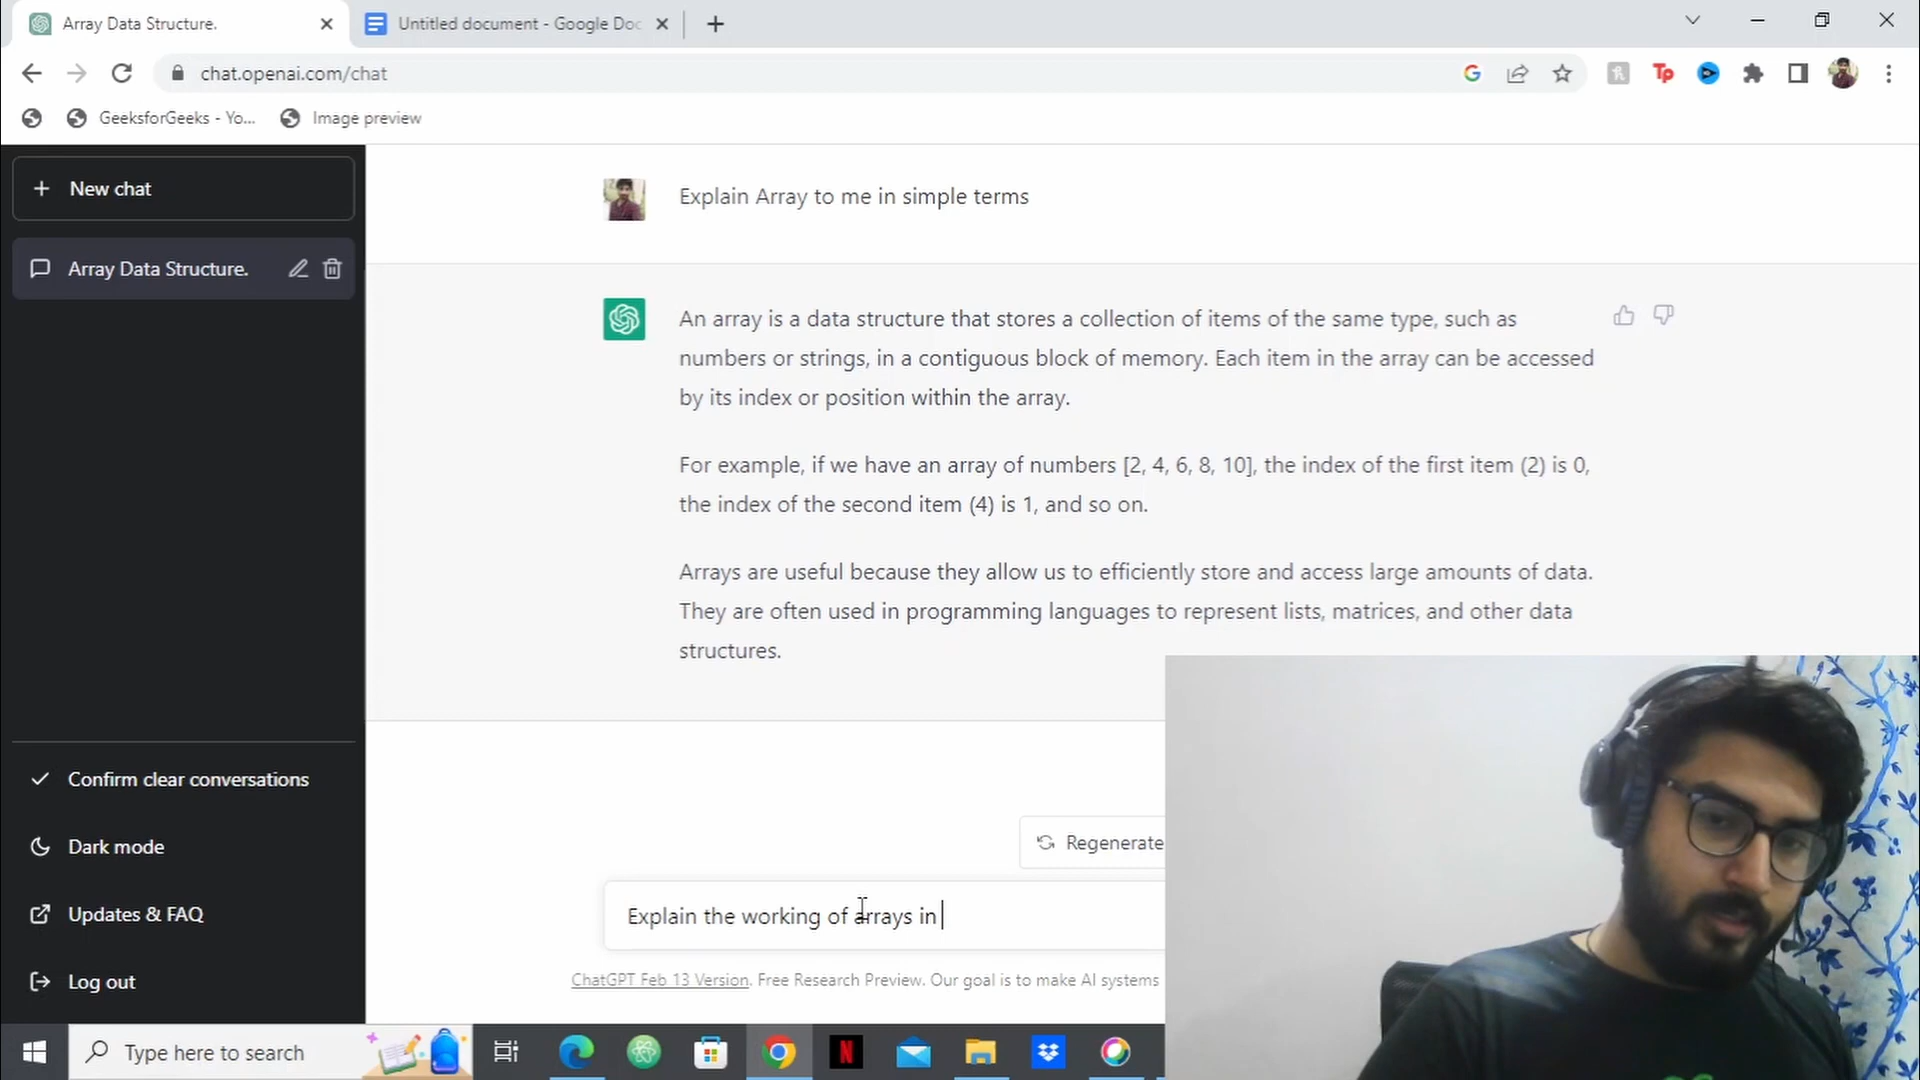 Array Data Structure.
Untitled document - Google Doc
chat.openai.com/chat
GeeksforGeeks - Yo...
Image preview
New chat
Array Data Structure.
Explain Array to me in simple terms
An array is a data structure that stores a collection of items of the same type, such as
numbers or strings, in a contiguous block of memory. Each item in the array can be accessed
by its index or position within the array.
For example, if we have an array of numbers [2, 4, 6, 8, 10], the index of the first item (2) is 0,
the index of the second item (4) is 1, and so on.
Arrays are useful because they allow us to efficiently store and access large amounts of data.
They are often used in programming languages to represent lists, matrices, and other data
structures.
Confirm clear conversations
Dark mode
Updates & FAQ
Log out
Regenerate
Explain the working of arrays in
ChatGPT Feb 13 Version. Free Research Preview. Our goal is to make AI systems
Type here to search